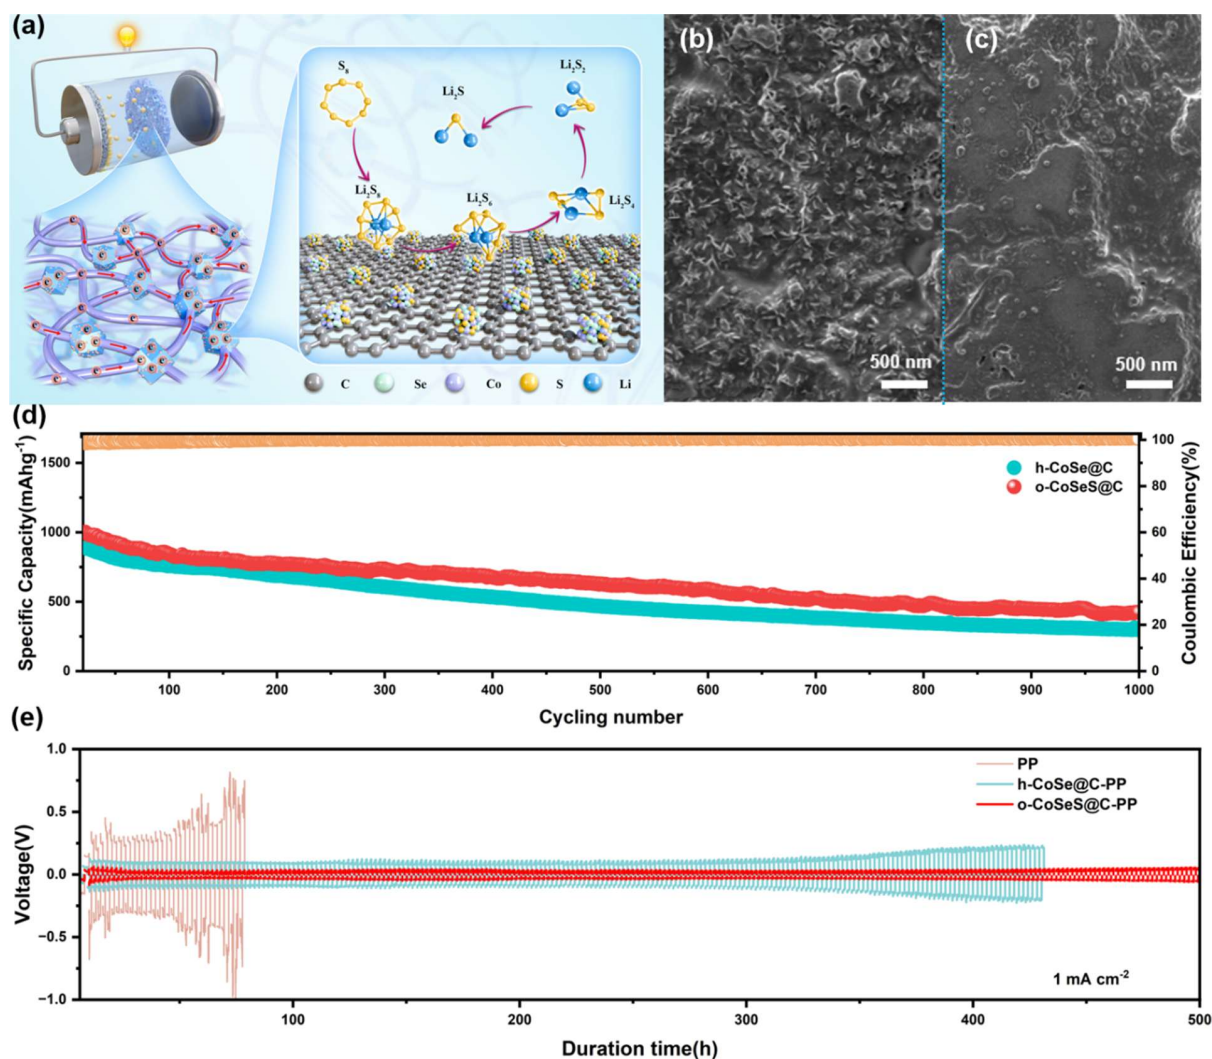 (a)
S8
Li2S
Li2S2
Li2S8
Li2S6
Li2S4
e-
C Se Co S Li
(b)
500 nm
(c)
500 nm
(d)
Specific Capacity(mAhg-1)
1500
1000
500
0
h-CoSe@C
o-CoSeS@C
100
80
60
40
20
0
Coulombic Efficiency(%)
100 200 300 400 500 600 700 800 900 1000
Cycling number
(e)
Voltage(V)
1.0
0.5
0.0
−0.5
−1.0
PP
h-CoSe@C-PP
o-CoSeS@C-PP
1 mA cm-2
100 200 300 400 500
Duration time(h)